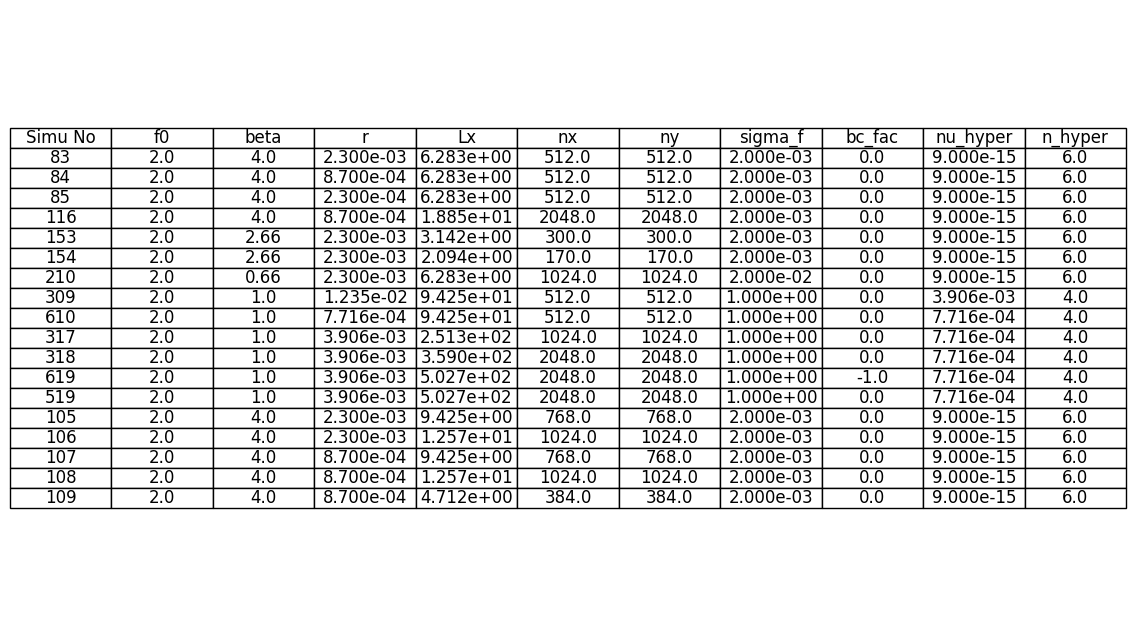 Simu No f0 beta r Lx nx ny sigma_f bc_fac nu_hyper n_hyper
83 2.0 4.0 2.300e-03 6.283e+00 512.0 512.0 2.000e-03 0.0 9.000e-15 6.0
84 2.0 4.0 8.700e-04 6.283e+00 512.0 512.0 2.000e-03 0.0 9.000e-15 6.0
85 2.0 4.0 2.300e-04 6.283e+00 512.0 512.0 2.000e-03 0.0 9.000e-15 6.0
116 2.0 4.0 8.700e-04 1.885e+01 2048.0 2048.0 2.000e-03 0.0 9.000e-15 6.0
153 2.0 2.66 2.300e-03 3.142e+00 300.0 300.0 2.000e-03 0.0 9.000e-15 6.0
154 2.0 2.66 2.300e-03 2.094e+00 170.0 170.0 2.000e-03 0.0 9.000e-15 6.0
210 2.0 0.66 2.300e-03 6.283e+00 1024.0 1024.0 2.000e-02 0.0 9.000e-15 6.0
309 2.0 1.0 1.235e-02 9.425e+01 512.0 512.0 1.000e+00 0.0 3.906e-03 4.0
610 2.0 1.0 7.716e-04 9.425e+01 512.0 512.0 1.000e+00 0.0 7.716e-04 4.0
317 2.0 1.0 3.906e-03 2.513e+02 1024.0 1024.0 1.000e+00 0.0 7.716e-04 4.0
318 2.0 1.0 3.906e-03 3.590e+02 2048.0 2048.0 1.000e+00 0.0 7.716e-04 4.0
619 2.0 1.0 3.906e-03 5.027e+02 2048.0 2048.0 1.000e+00 -1.0 7.716e-04 4.0
519 2.0 1.0 3.906e-03 5.027e+02 2048.0 2048.0 1.000e+00 0.0 7.716e-04 4.0
105 2.0 4.0 2.300e-03 9.425e+00 768.0 768.0 2.000e-03 0.0 9.000e-15 6.0
106 2.0 4.0 2.300e-03 1.257e+01 1024.0 1024.0 2.000e-03 0.0 9.000e-15 6.0
107 2.0 4.0 8.700e-04 9.425e+00 768.0 768.0 2.000e-03 0.0 9.000e-15 6.0
108 2.0 4.0 8.700e-04 1.257e+01 1024.0 1024.0 2.000e-03 0.0 9.000e-15 6.0
109 2.0 4.0 8.700e-04 4.712e+00 384.0 384.0 2.000e-03 0.0 9.000e-15 6.0